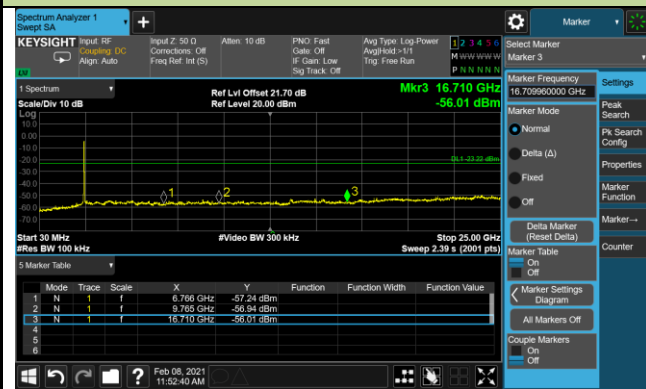 Spectrum Analyzer 1
Swept SA
Marker
KEYSIGHT
Input: RF
Coupling: DC
Align: Auto
Input Z: 50 Ω
Corrections: Off
Freq Ref: Int (S)
Atten: 10 dB
PNO: Fast
Gate: Off
IF Gain: Low
Sig Track: Off
Avg Type: Log-Power
Avg|Hold:>1/1
Trig: Free Run
1 2 3 4 5 6
M W W W W W
P N N N N N
Select Marker
Marker 3
1 Spectrum
Scale/Div 10 dB
Ref Lvl Offset 21.70 dB
Ref Level 20.00 dBm
Mkr3 16.710 GHz
-56.01 dBm
Log
10.0
0.00
-10.0
-20.0
-30.0
-40.0
-50.0
-60.0
-70.0
DL1 -23.22 dBm
1
2
3
Start 30 MHz
#Res BW 100 kHz
#Video BW 300 kHz
Stop 25.00 GHz
Sweep 2.39 s (2001 pts)
5 Marker Table
Mode Trace Scale X Y Function Function Width Function Value
1 N 1 f 6.766 GHz -57.24 dBm
2 N 1 f 9.765 GHz -56.94 dBm
3 N 1 f 16.710 GHz -56.01 dBm
4
5
6
Marker Frequency
16.709960000 GHz
Marker Mode
Normal
Delta (Δ)
Fixed
Off
Delta Marker
(Reset Delta)
Marker Table
On
Off
Marker Settings
Diagram
All Markers Off
Couple Markers
On
Off
Settings
Peak
Search
Pk Search
Config
Properties
Marker
Function
Marker→
Counter
?
Feb 08, 2021
11:52:40 AM